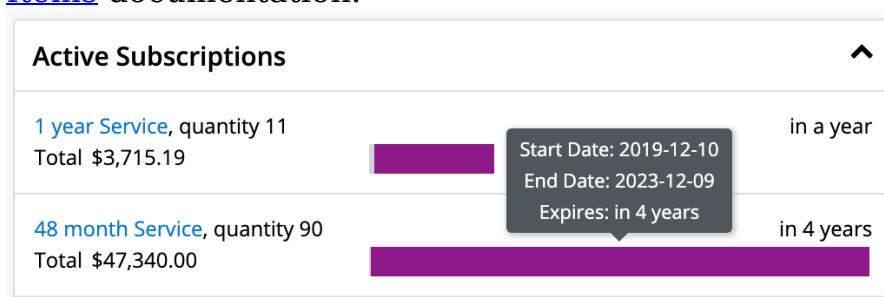 Items documentation.
Active Subscriptions
1 year Service, quantity 11
in a year
Total $3,715.19
Start Date: 2019-12-10
End Date: 2023-12-09
Expires: in 4 years
48 month Service, quantity 90
in 4 years
Total $47,340.00